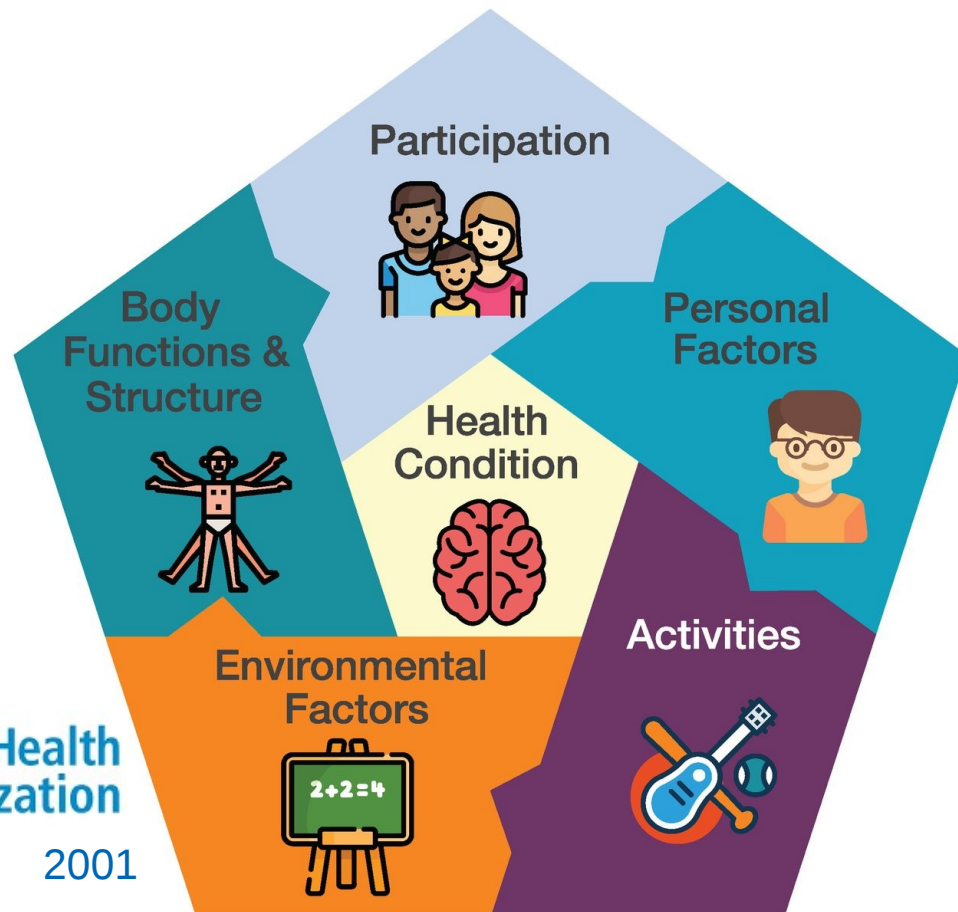 Participation
Body
Functions &
Structure
Personal
Factors
Health
Condition
Activities
Environmental
Factors
2+2=4
Health
zation
2001